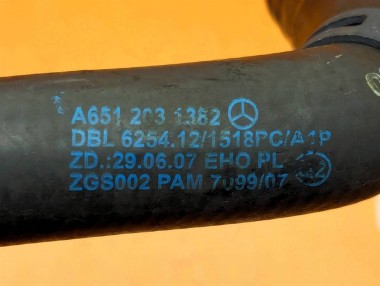 A651 203 1382
DBL 6254.12/1518PC/A1P
ZD.:29.06.07 EHO PL
ZGS002 PAM 7099/07